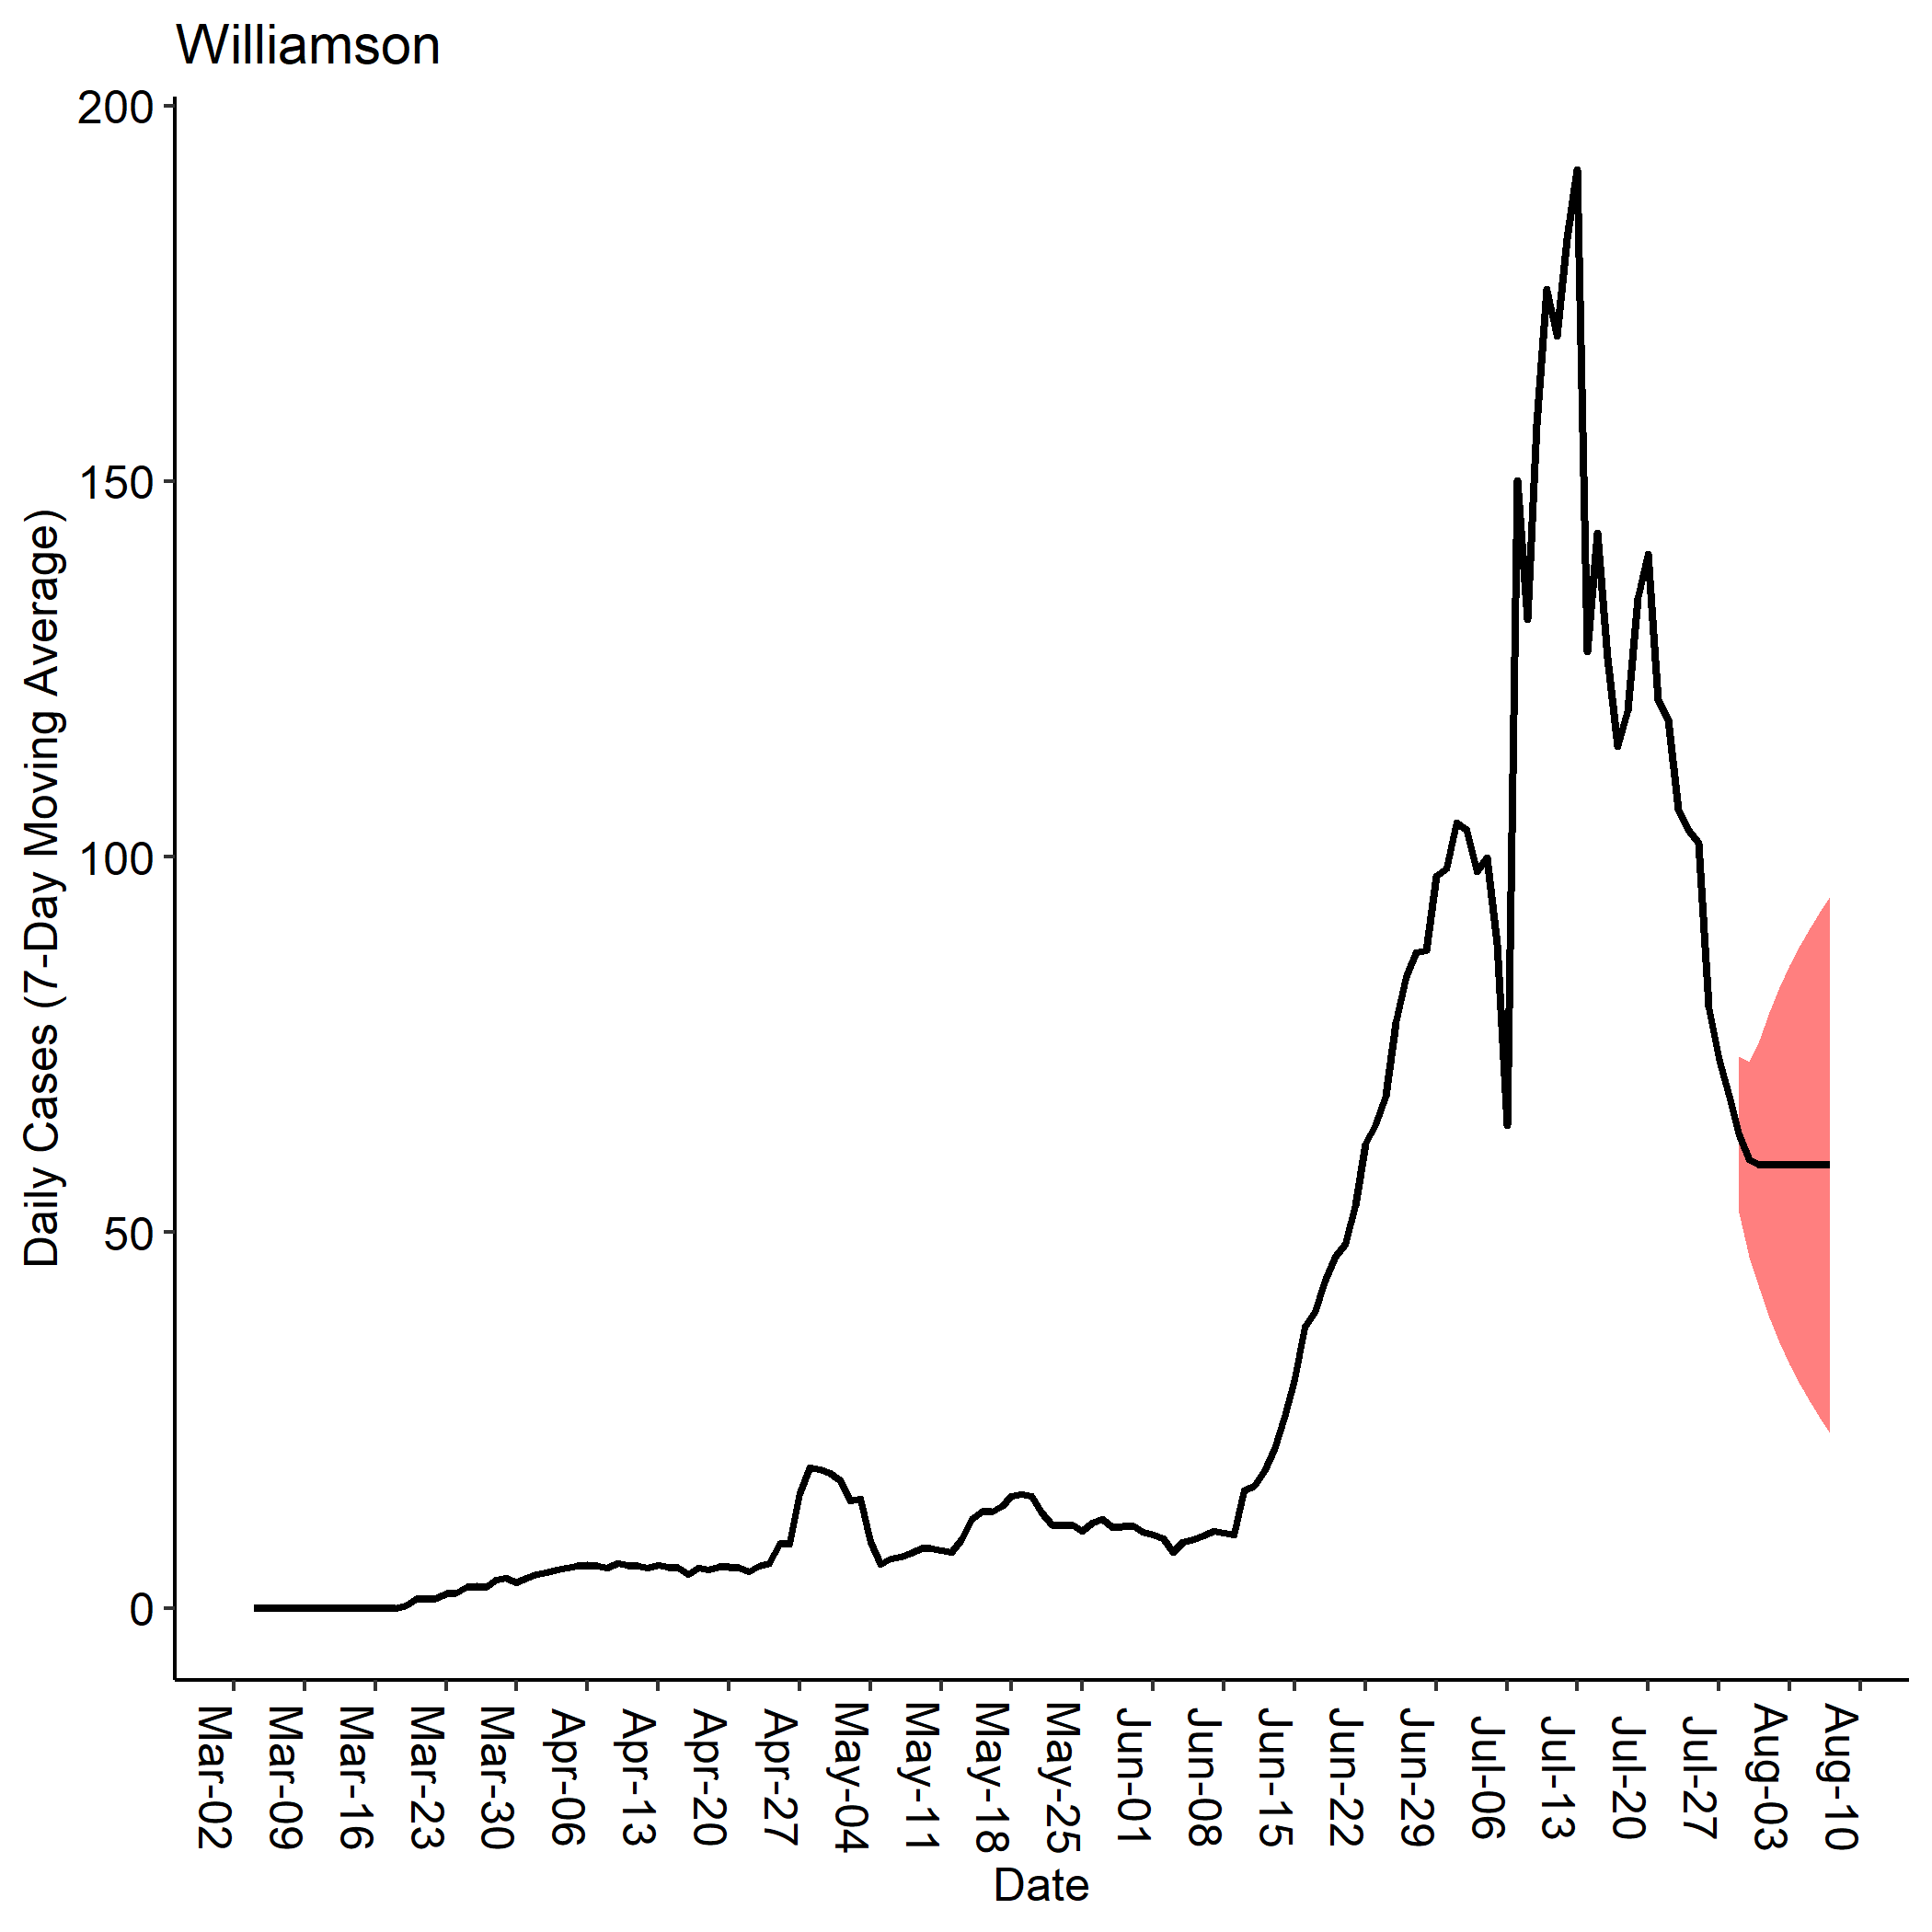 Williamson
Daily Cases (7-Day Moving Average)
200
150
100
50
0
Mar-02
Mar-09
Mar-16
Mar-23
Mar-30
Apr-06
Apr-13
Apr-20
Apr-27
May-04
May-11
May-18
May-25
Jun-01
Jun-08
Jun-15
Jun-22
Jun-29
Jul-06
Jul-13
Jul-20
Jul-27
Aug-03
Aug-10
Date